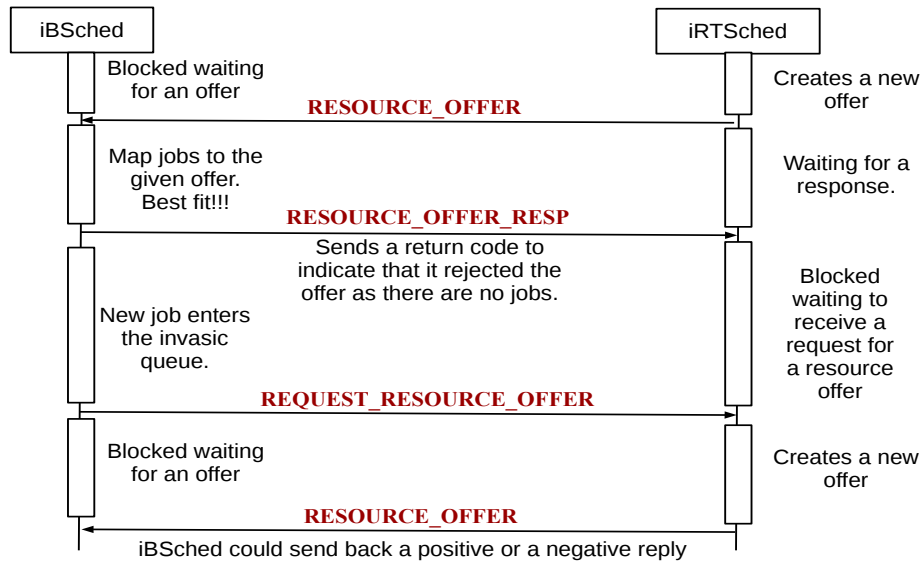 iBSched
iRTSched
Blocked waiting
for an offer
Creates a new
offer
RESOURCE_OFFER
Map jobs to the
given offer.
Best fit!!!
Waiting for a
response.
RESOURCE_OFFER_RESP
Sends a return code to
indicate that it rejected the
offer as there are no jobs.
New job enters
the invasic
queue.
Blocked
waiting to
receive a
request for
a resource
offer
REQUEST_RESOURCE_OFFER
Blocked waiting
for an offer
Creates a new
offer
RESOURCE_OFFER
iBSched could send back a positive or a negative reply